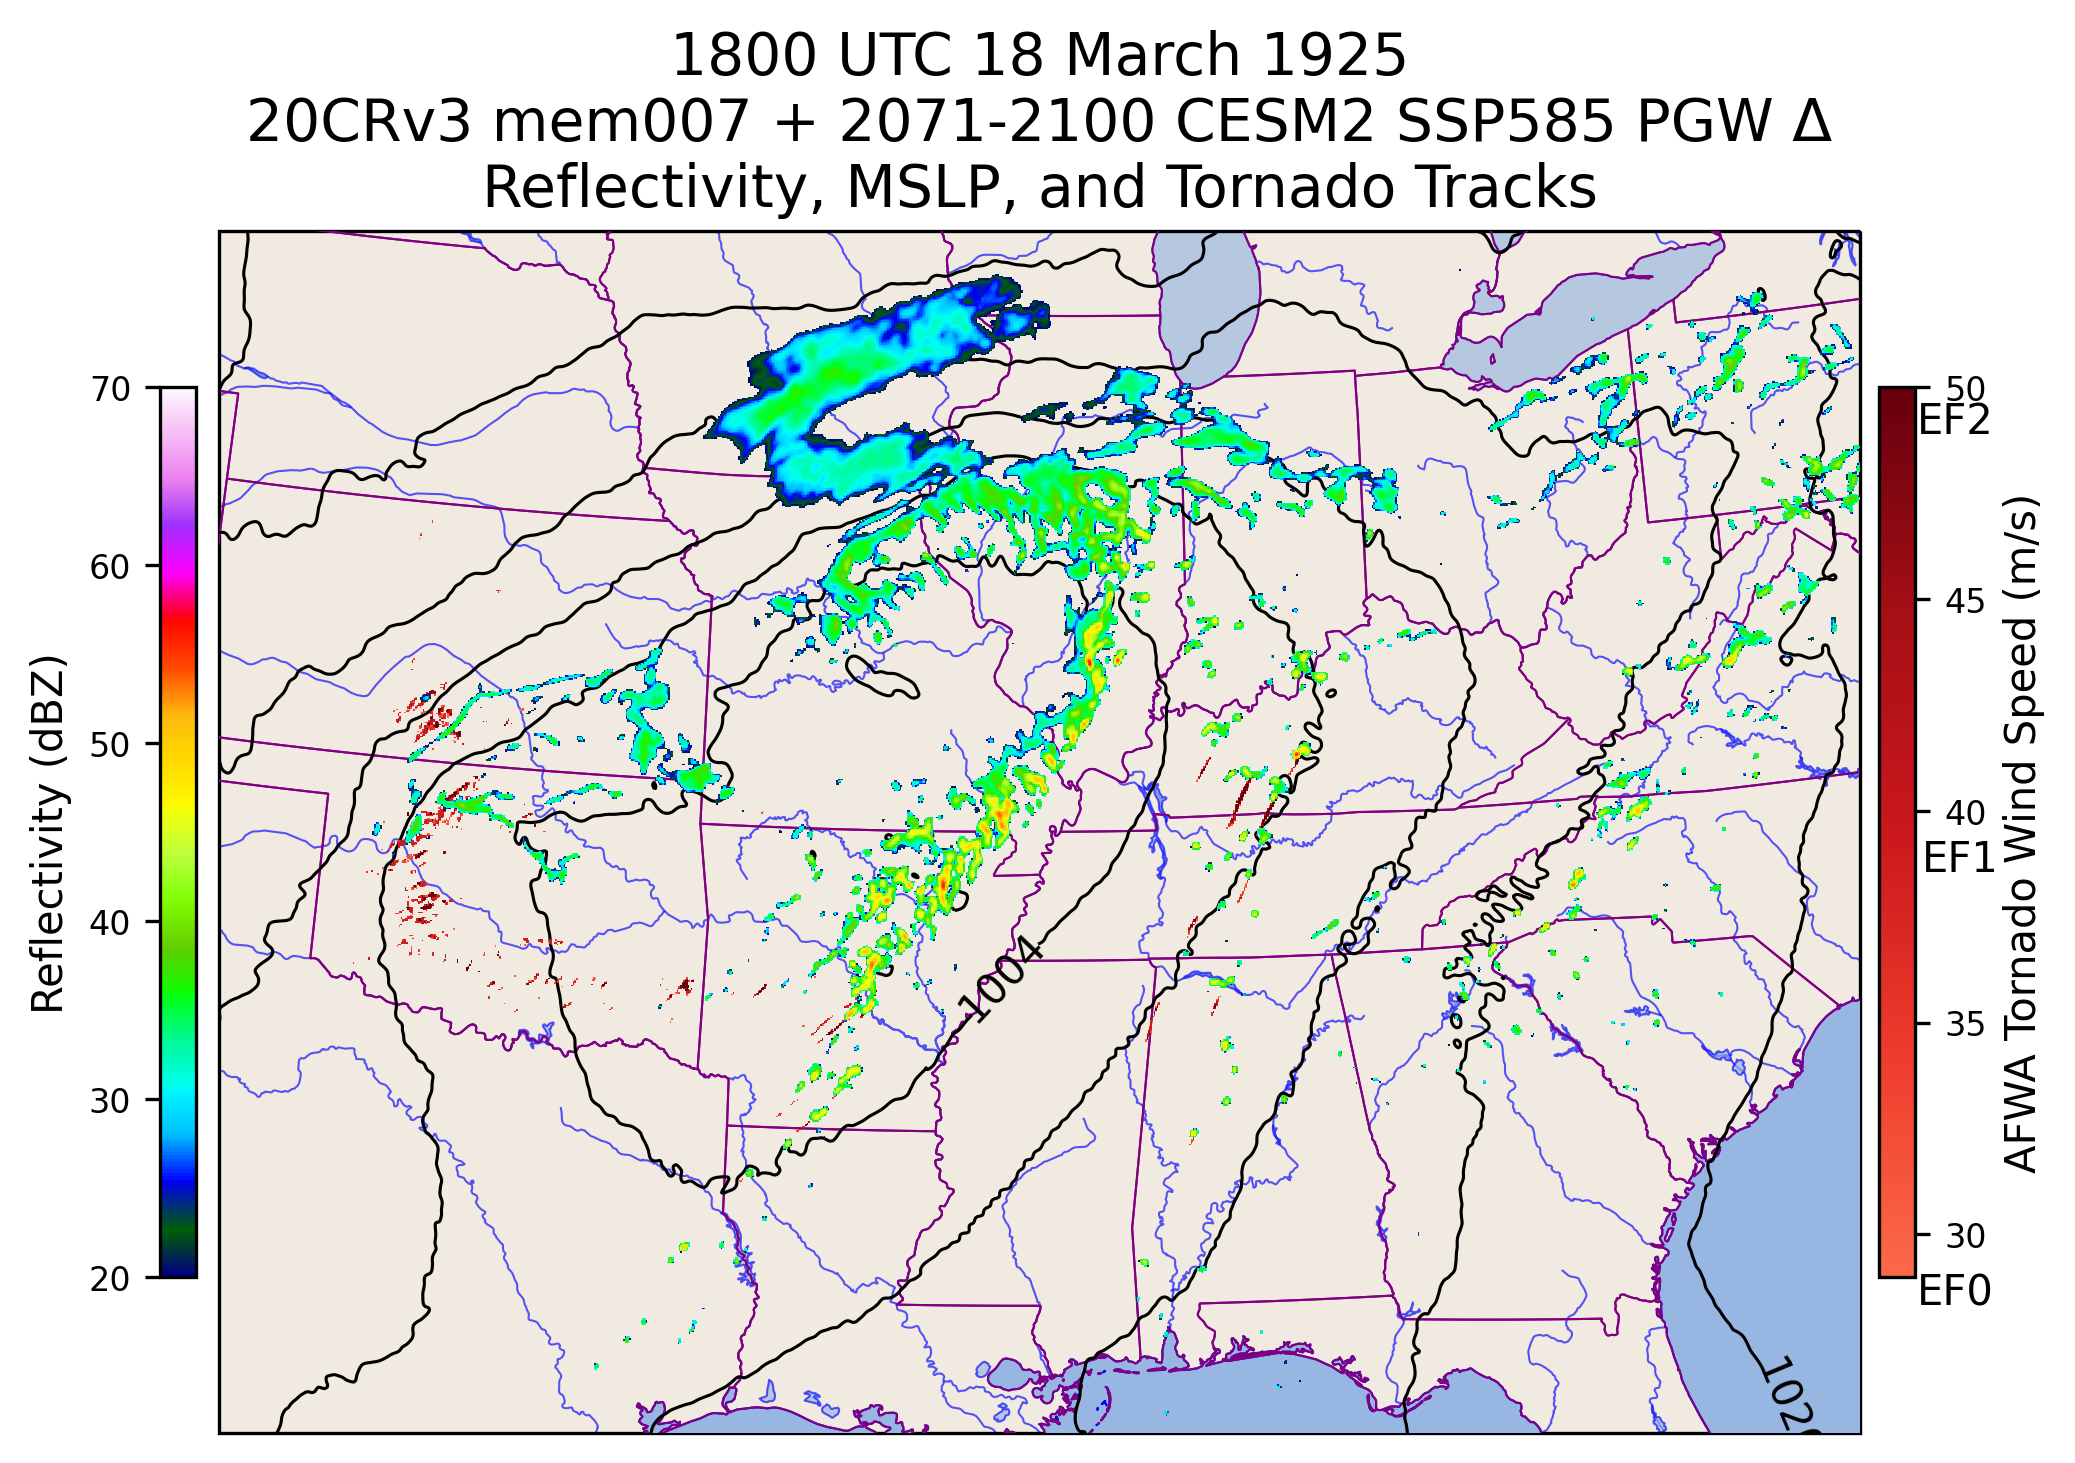 1800 UTC 18 March 1925
20CRv3 mem007 + 2071-2100 CESM2 SSP585 PGW Δ
Reflectivity, MSLP, and Tornado Tracks
70
60
50
40
30
20
Reflectivity (dBZ)
1004
50
EF2
45
40
EF1
35
30
EF0
AFWA Tornado Wind Speed (m/s)